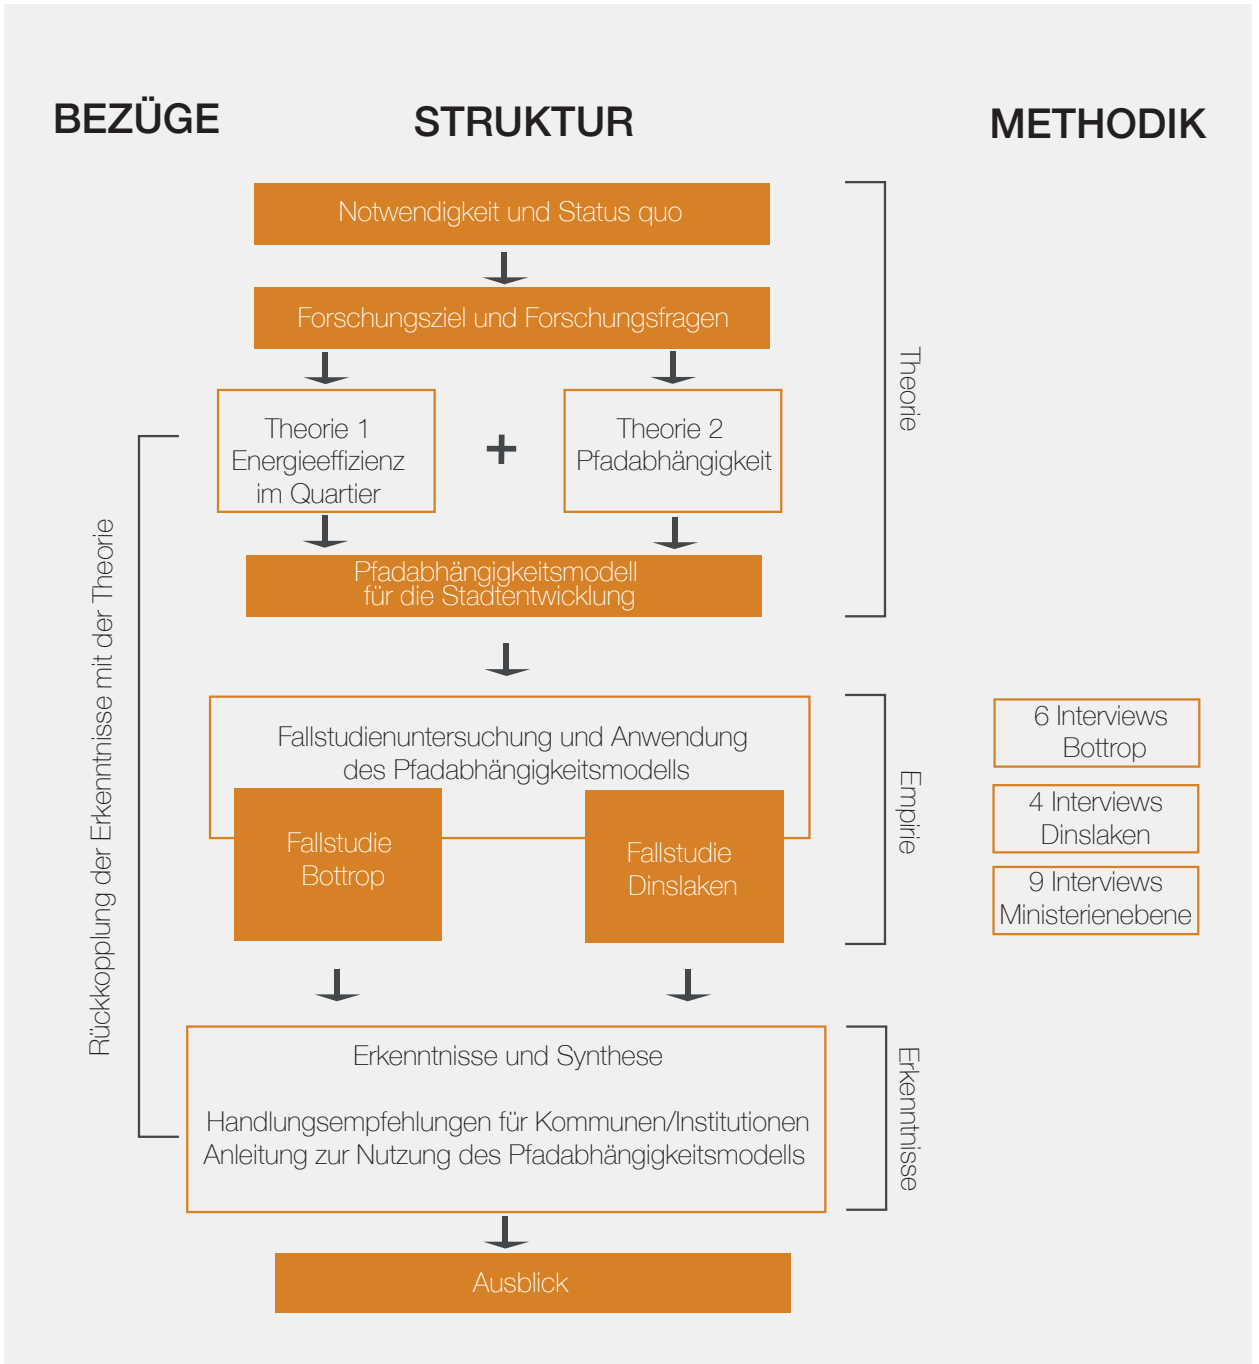 BEZÜGE
STRUKTUR
METHODIK
Notwendigkeit und Status quo
Forschungsziel und Forschungsfragen
Theorie 1
Energieeffizienz
im Quartier
+
Theorie 2
Pfadabhängigkeit
Pfadabhängigkeitsmodell
für die Stadtentwicklung
Theorie
Rückkopplung der Erkenntnisse mit der Theorie
Fallstudienuntersuchung und Anwendung
des Pfadabhängigkeitsmodells
Fallstudie
Bottrop
Fallstudie
Dinslaken
Empirie
6 Interviews
Bottrop
4 Interviews
Dinslaken
9 Interviews
Ministerienebene
Erkenntnisse und Synthese
Handlungsempfehlungen für Kommunen/Institutionen
Anleitung zur Nutzung des Pfadabhängigkeitsmodells
Erkenntnisse
Ausblick